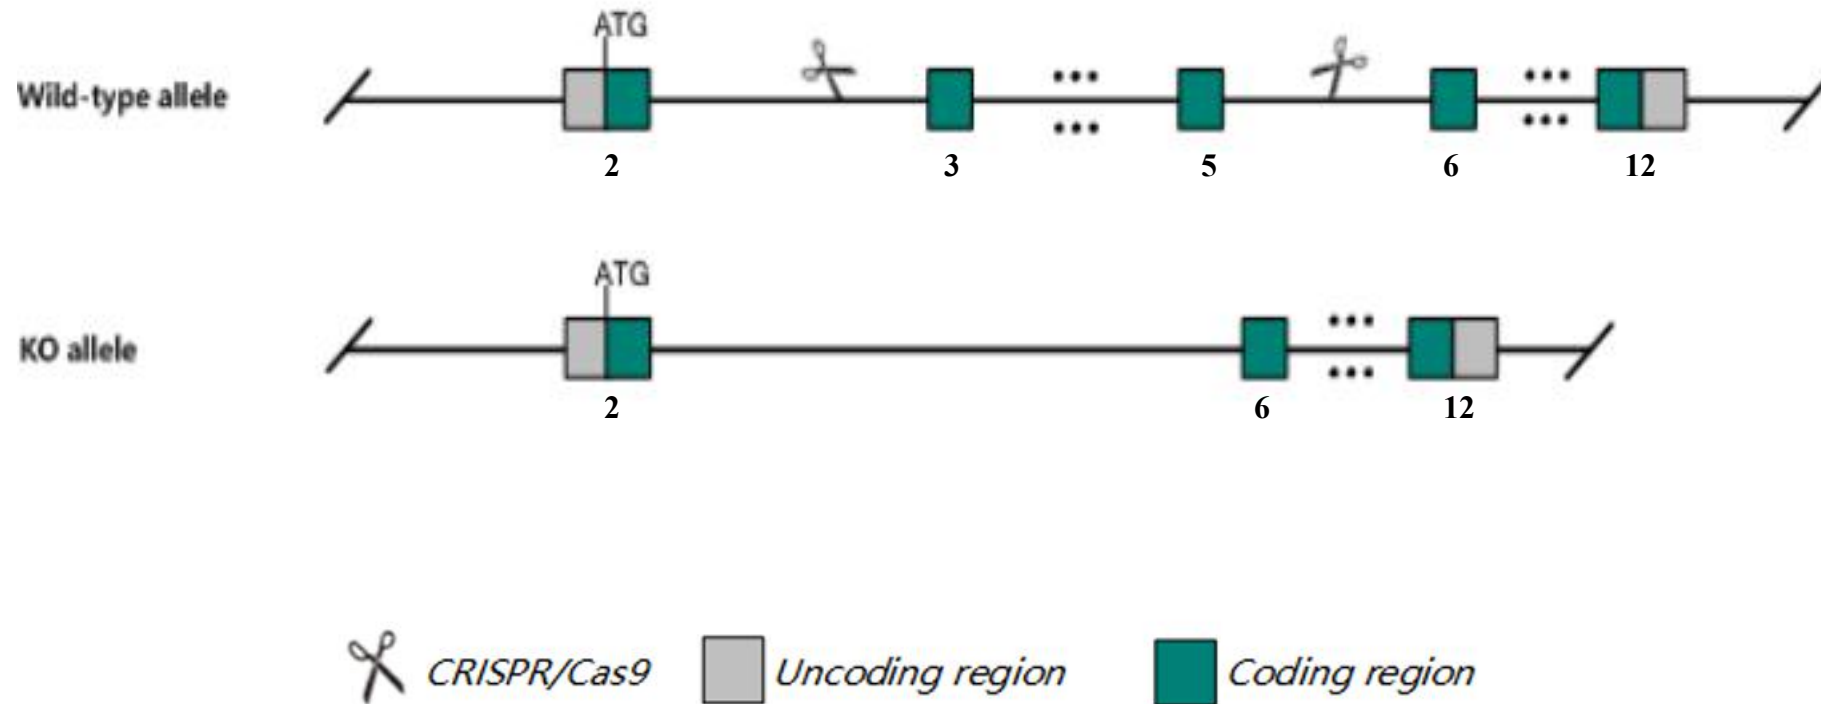 ATG
Wild-type allele
2 3 5 6 12
ATG
KO allele
2 6 12
CRISPR/Cas9 Uncoding region Coding region